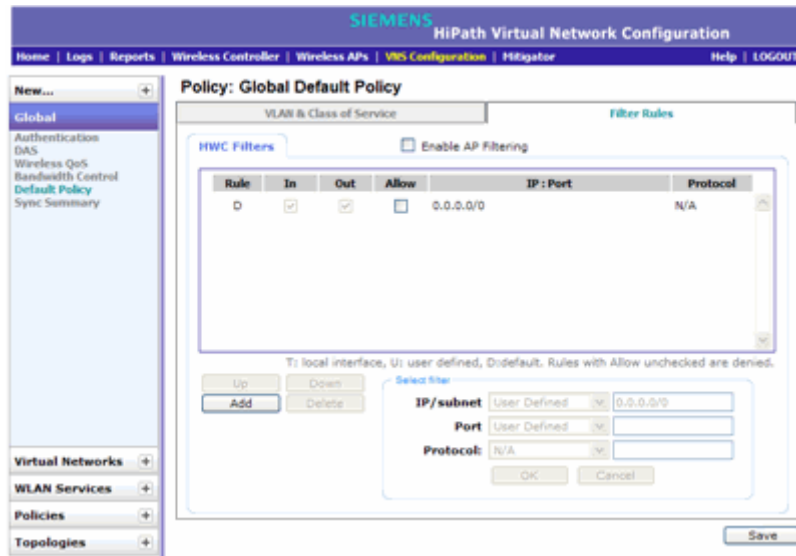 SIEMENS
HiPath Virtual Network Configuration
Home | Logs | Reports | Wireless Controller | Wireless APs | VNS Configuration | Mitigator Help | LOGOUT
New... +
Policy: Global Default Policy
Global
VLAN & Class of Service Filter Rules
Authentication
DAS
Wireless QoS
Bandwidth Control
Default Policy
Sync Summary
HWC Filters Enable AP Filtering
Rule In Out Allow IP : Port Protocol
D 0.0.0.0/0 N/A
T: local interface, U: user defined, D:default. Rules with Allow unchecked are denied.
Up Down
Add Delete
Select filter
IP/subnet User Defined 0.0.0.0/0
Port User Defined
Protocol: N/A
OK Cancel
Virtual Networks +
WLAN Services +
Policies +
Topologies +
Save